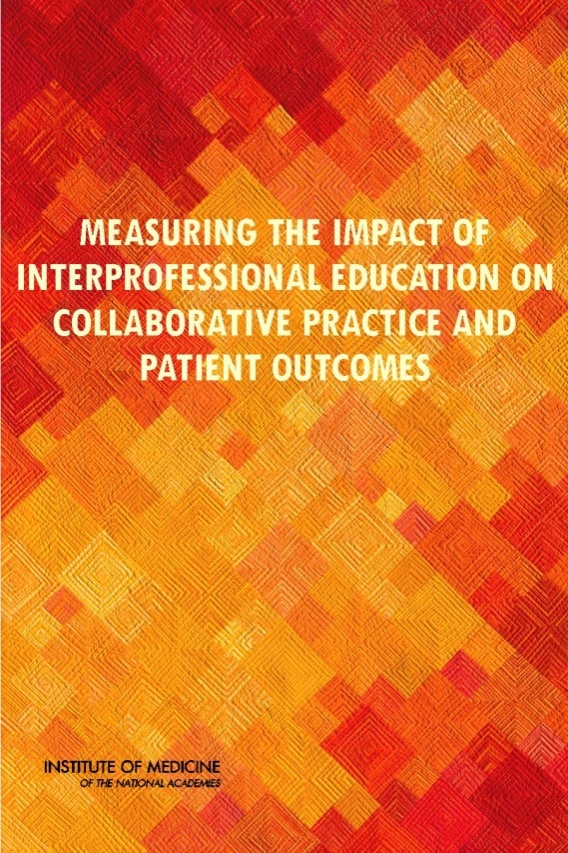 MEASURING THE IMPACT OF
INTERPROFESSIONAL EDUCATION ON
COLLABORATIVE PRACTICE AND
PATIENT OUTCOMES
INSTITUTE OF MEDICINE
OF THE NATIONAL ACADEMIES